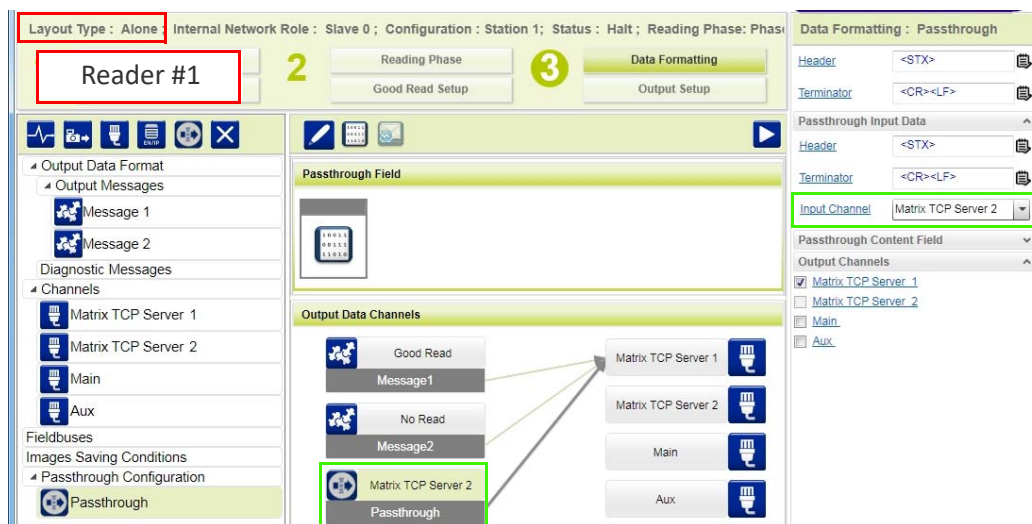 Layout Type : Alone ; Internal Network Role : Slave 0 ; Configuration : Station 1; Status : Halt ; Reading Phase: Phase
Reader #1
2
Reading Phase
Good Read Setup
3
Data Formatting
Output Setup
EN/IP
Output Data Format
Output Messages
Message 1
Message 2
Diagnostic Messages
Channels
Matrix TCP Server 1
Matrix TCP Server 2
Main
Aux
Fieldbuses
Images Saving Conditions
Passthrough Configuration
Passthrough
Passthrough Field
10011
00111
11010
Output Data Channels
Good Read
Message1
No Read
Message2
Matrix TCP Server 2
Passthrough
Matrix TCP Server 1
Matrix TCP Server 2
Main
Aux
Data Formatting : Passthrough
Header <STX>
Terminator <CR><LF>
Passthrough Input Data
Header <STX>
Terminator <CR><LF>
Input Channel Matrix TCP Server 2
Passthrough Content Field
Output Channels
Matrix TCP Server 1
Matrix TCP Server 2
Main
Aux